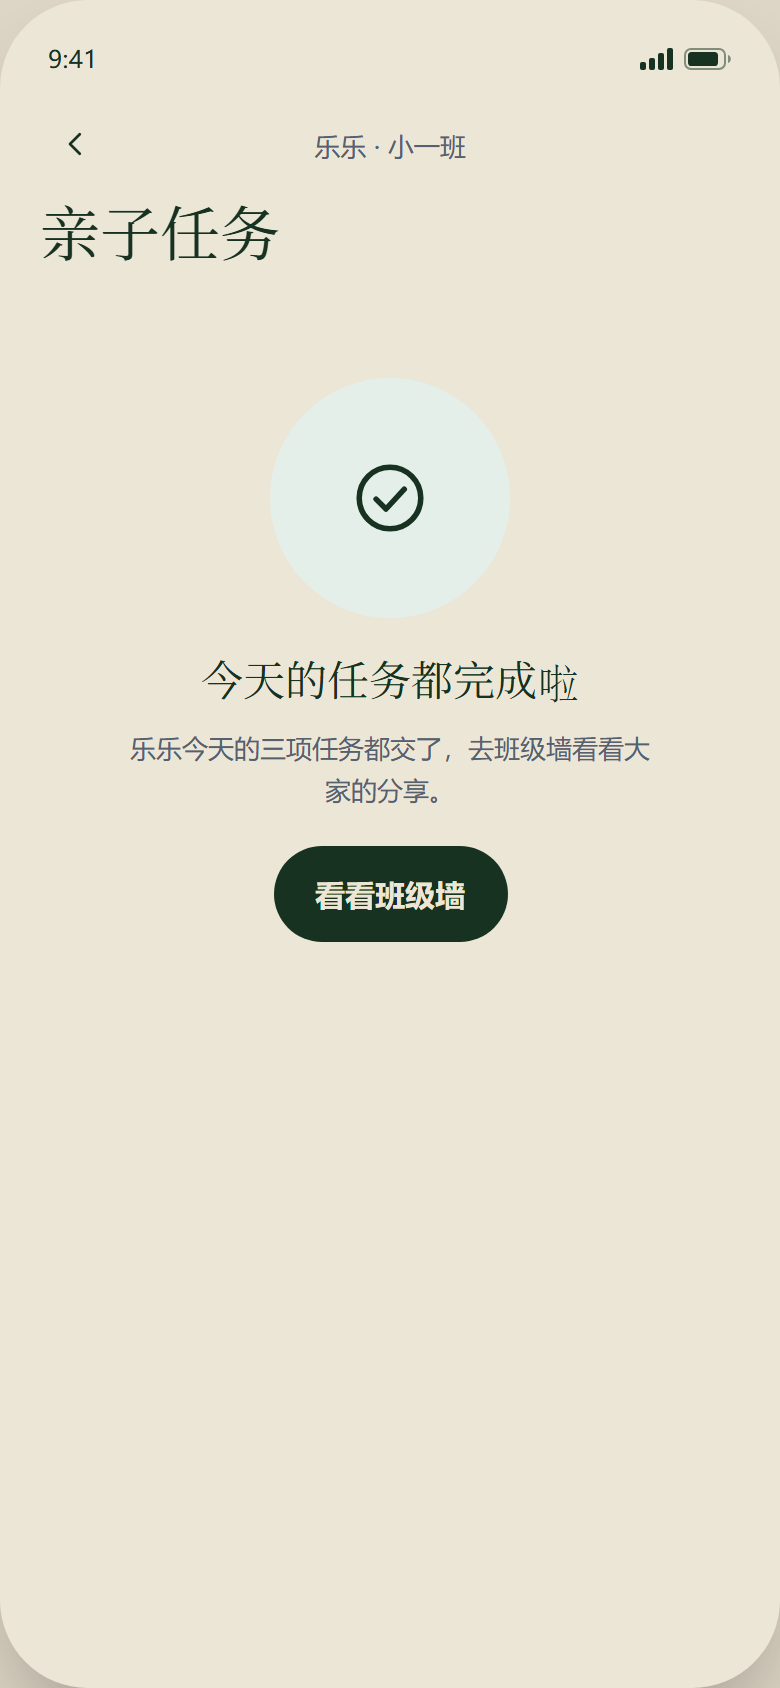 9:41
乐乐 · 小一班
亲子任务
今天的任务都完成啦
乐乐今天的三项任务都交了，去班级墙看看大
家的分享。
看看班级墙